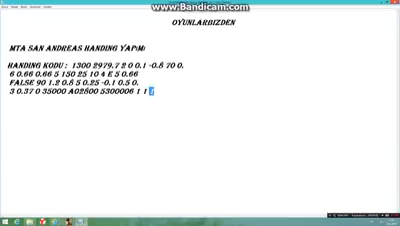 www.Bandicam.com
OYUNLARBIZDEN
MTA SAN ANDREAS HANDING YAPıMı
HANDING KODU : 1300 2979.7 2 0 0.1 -0.8 70 0.
6 0.66 0.66 5 150 25 10 4 E 5 0.66
FALSE 90 1.2 0.8 5 0.25 -0.1 0.5 0.
3 0.37 0 35000 A02800 5300006 1 1 1